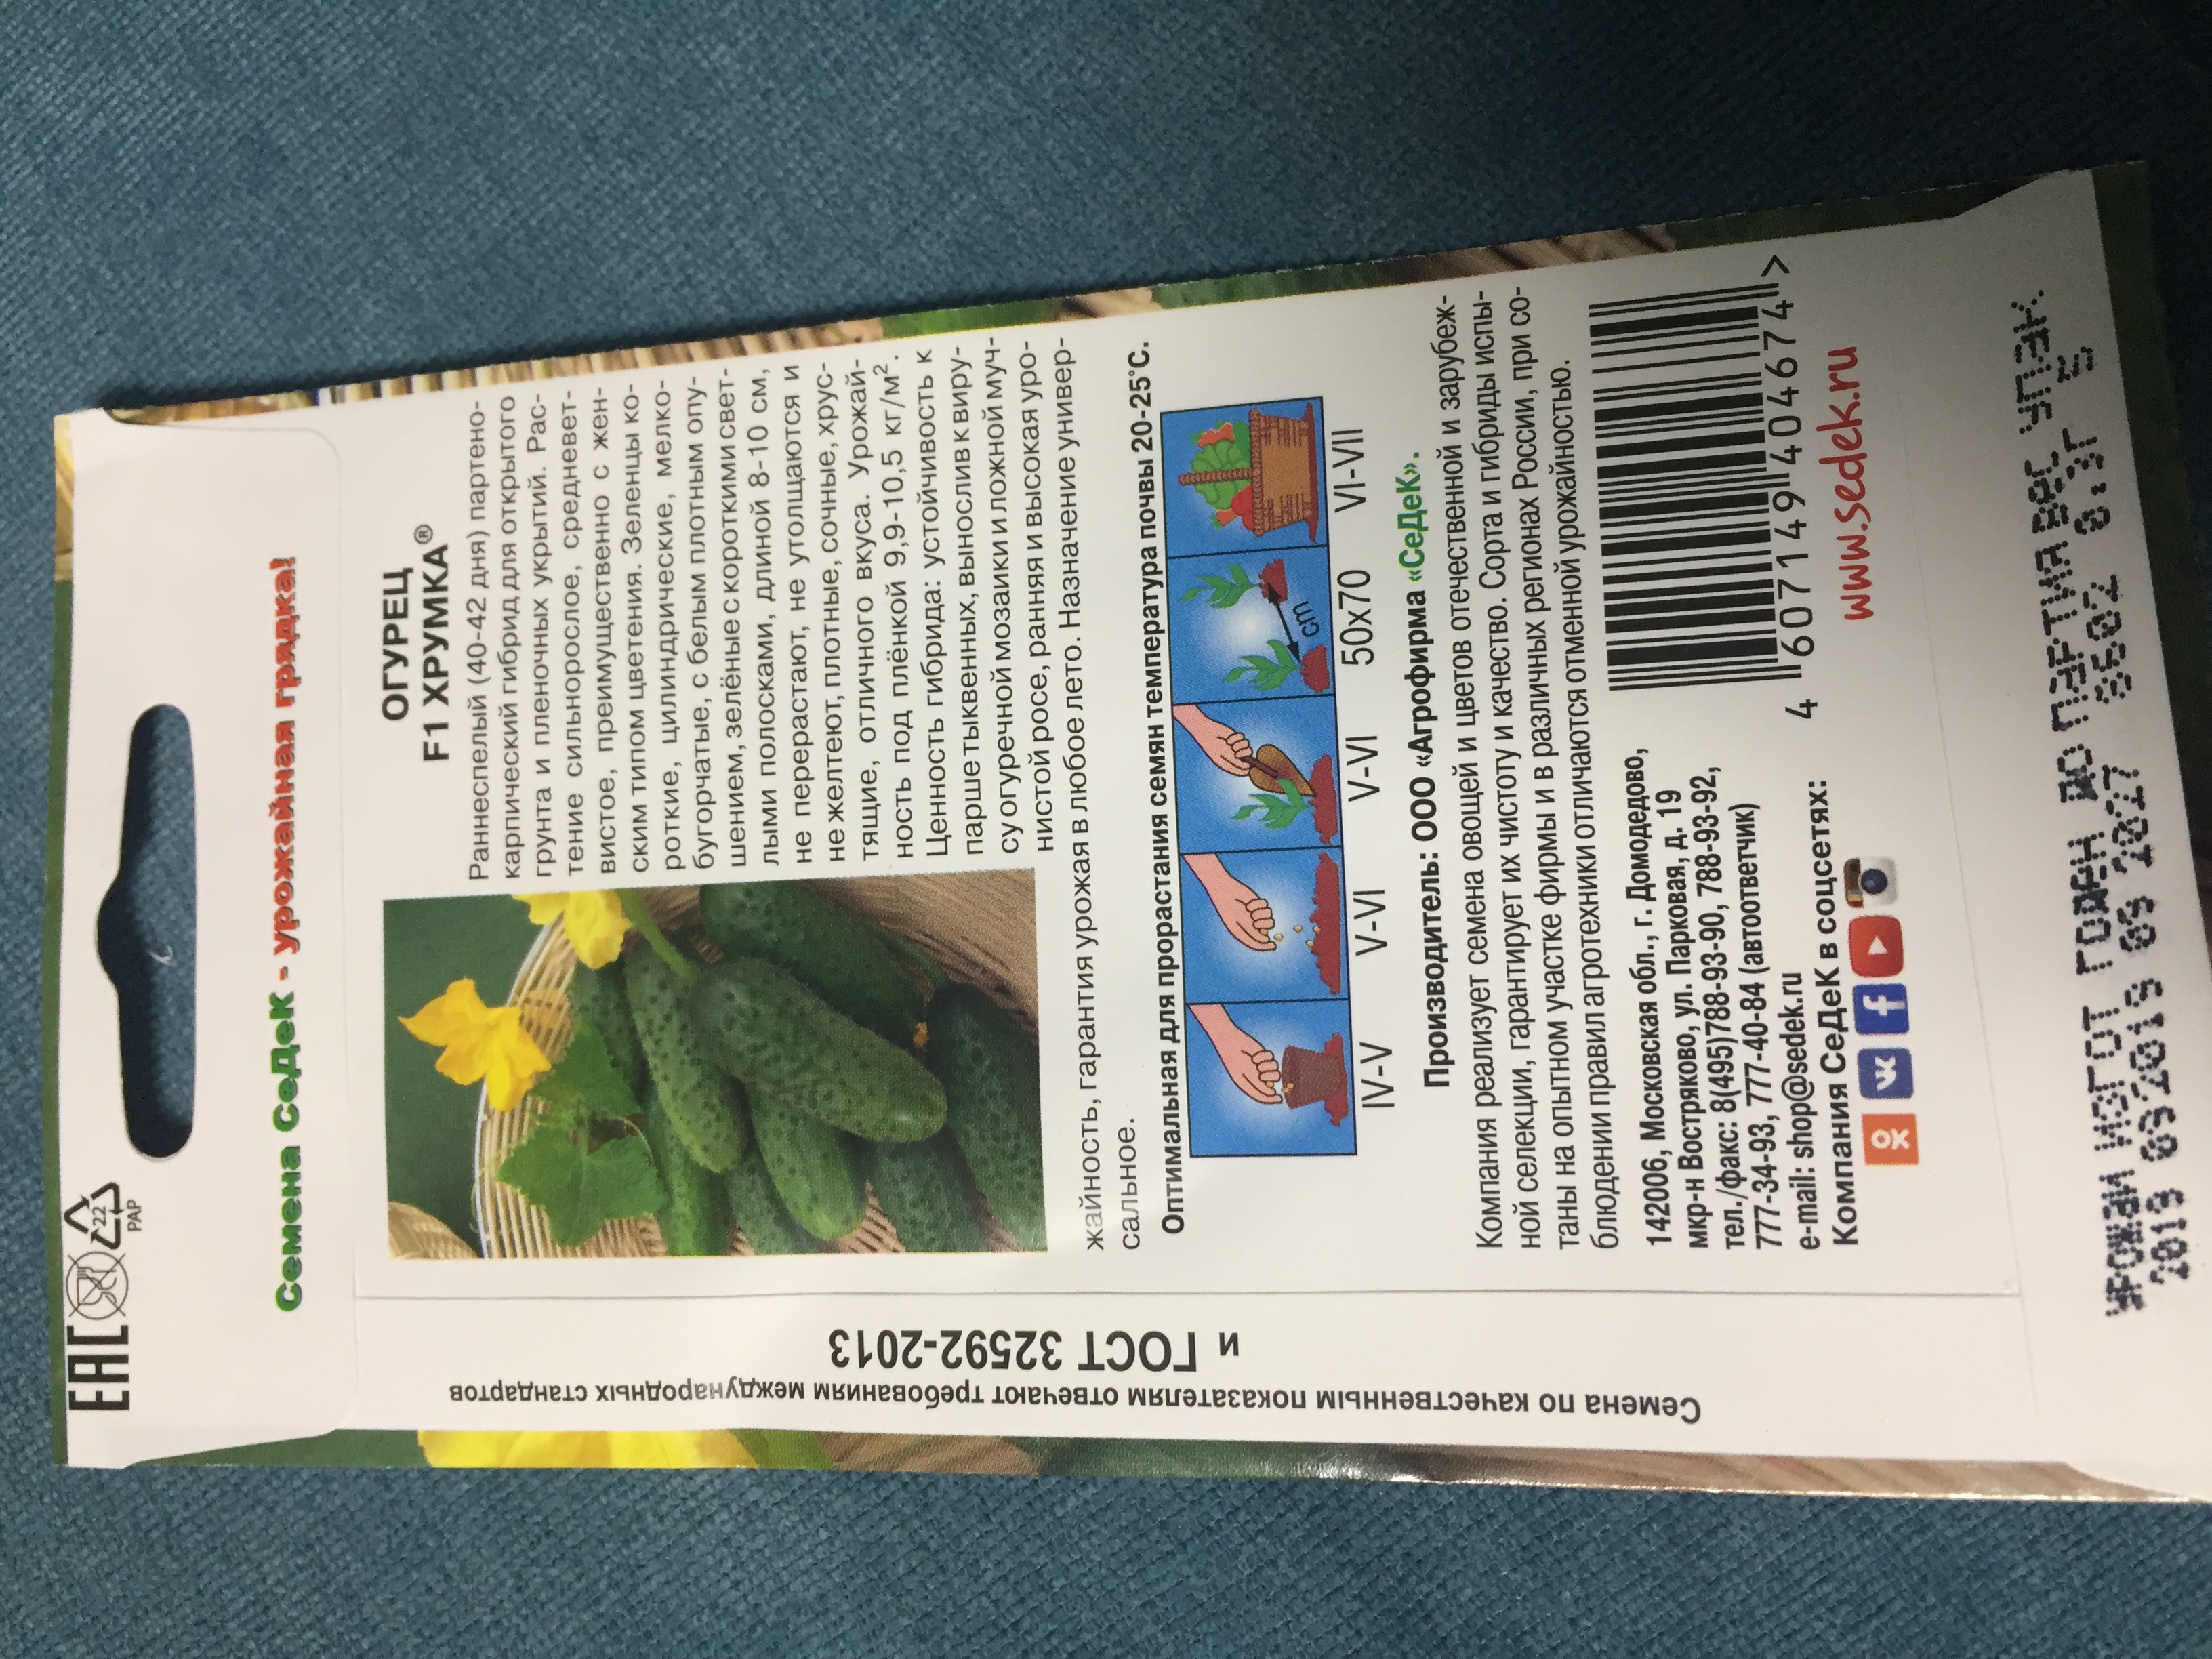 EAC
22
PAP
Семена СеДеК - урожайная грядка!
ОГУРЕЦ
F1 ХРУМКА®
Раннеспелый (40-42 дня) партено-
карпический гибрид для открытого
грунта и пленочных укрытий. Рас-
тение сильнорослое, средневет-
вистое, преимущественно с жен-
ским типом цветения. Зеленцы ко-
роткие, цилиндрические, мелко-
бугорчатые, с белым плотным опу-
шением, зелёные с короткими свет-
лыми полосками, длиной 8-10 см,
не перерастают, не утолщаются и
не желтеют, плотные, сочные, хрус-
тящие, отличного вкуса. Урожай-
ность под плёнкой 9,9-10,5 кг/м².
Ценность гибрида: устойчивость к
парше тыквенных, вынослив к виру-
су огуречной мозаики и ложной муч-
нистой росе, ранняя и высокая уро-
жайность, гарантия урожая в любое лето. Назначение универ-
сальное.
Оптимальная для прорастания семян температура почвы 20-25°С.
cm
IV-V V-VI V-VI 50x70 VI-VII
Производитель: ООО «Агрофирма «СеДеК».
Компания реализует семена овощей и цветов отечественной и зарубеж-
ной селекции, гарантирует их чистоту и качество. Сорта и гибриды испы-
таны на опытном участке фирмы и в различных регионах России, при со-
блюдении правил агротехники отличаются отменной урожайностью.
142006, Московская обл., г. Домодедово,
мкр-н Востряково, ул. Парковая, д. 19
тел./факс: 8(495)788-93-90, 788-93-92,
777-34-93, 777-40-84 (автоответчик)
e-mail: shop@sedek.ru
Компания СеДеК в соцсетях:
4 607149 404674 >
www.sedek.ru
УРОЖАЙ ИЗГОТ ГОДЕН ДО ПАРТИЯ ВЕС УПАК
2018 092019 09 2027
Семена по качественным показателям отвечают требованиям международных стандартов
и ГОСТ 32592-2013